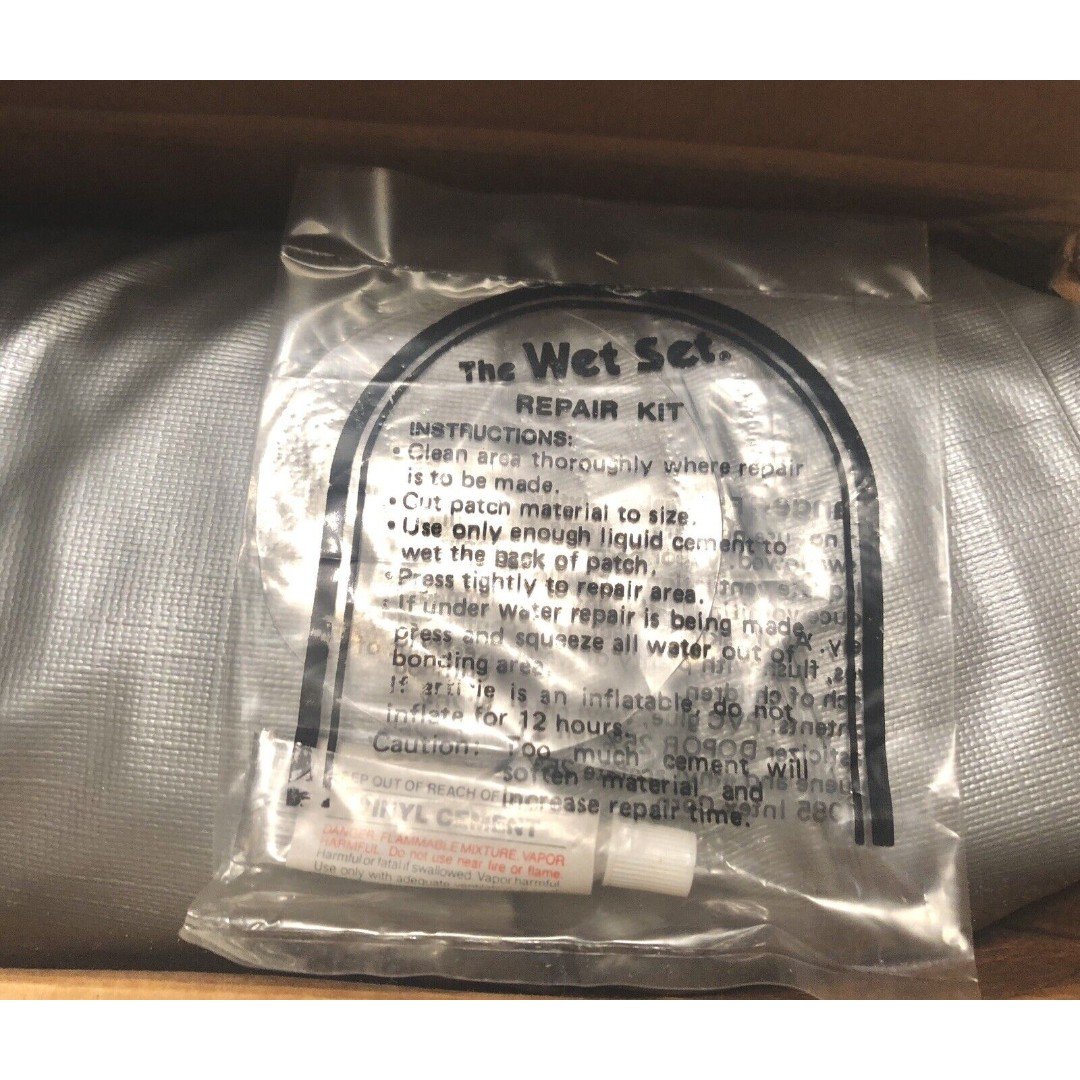 The Wet Set.
REPAIR KIT
INSTRUCTIONS:
• Clean area thoroughly where repair
is to be made.
• Cut patch material to size.
• Use only enough liquid cement to
wet the back of patch.
• Press tightly to repair area.
• If under water repair is being made
press and squeeze all water out of
bonding area.
If article is an inflatable, do not
inflate for 12 hours.
Caution: Too much cement will
soften material and
increase repair time.
KEEP OUT OF REACH OF
VINYL CEMENT
DANGER. FLAMMABLE MIXTURE, VAPOR
HARMFUL. Do not use near fire or flame.
Harmful or fatal if swallowed. Vapor harmful
Use only with adequate